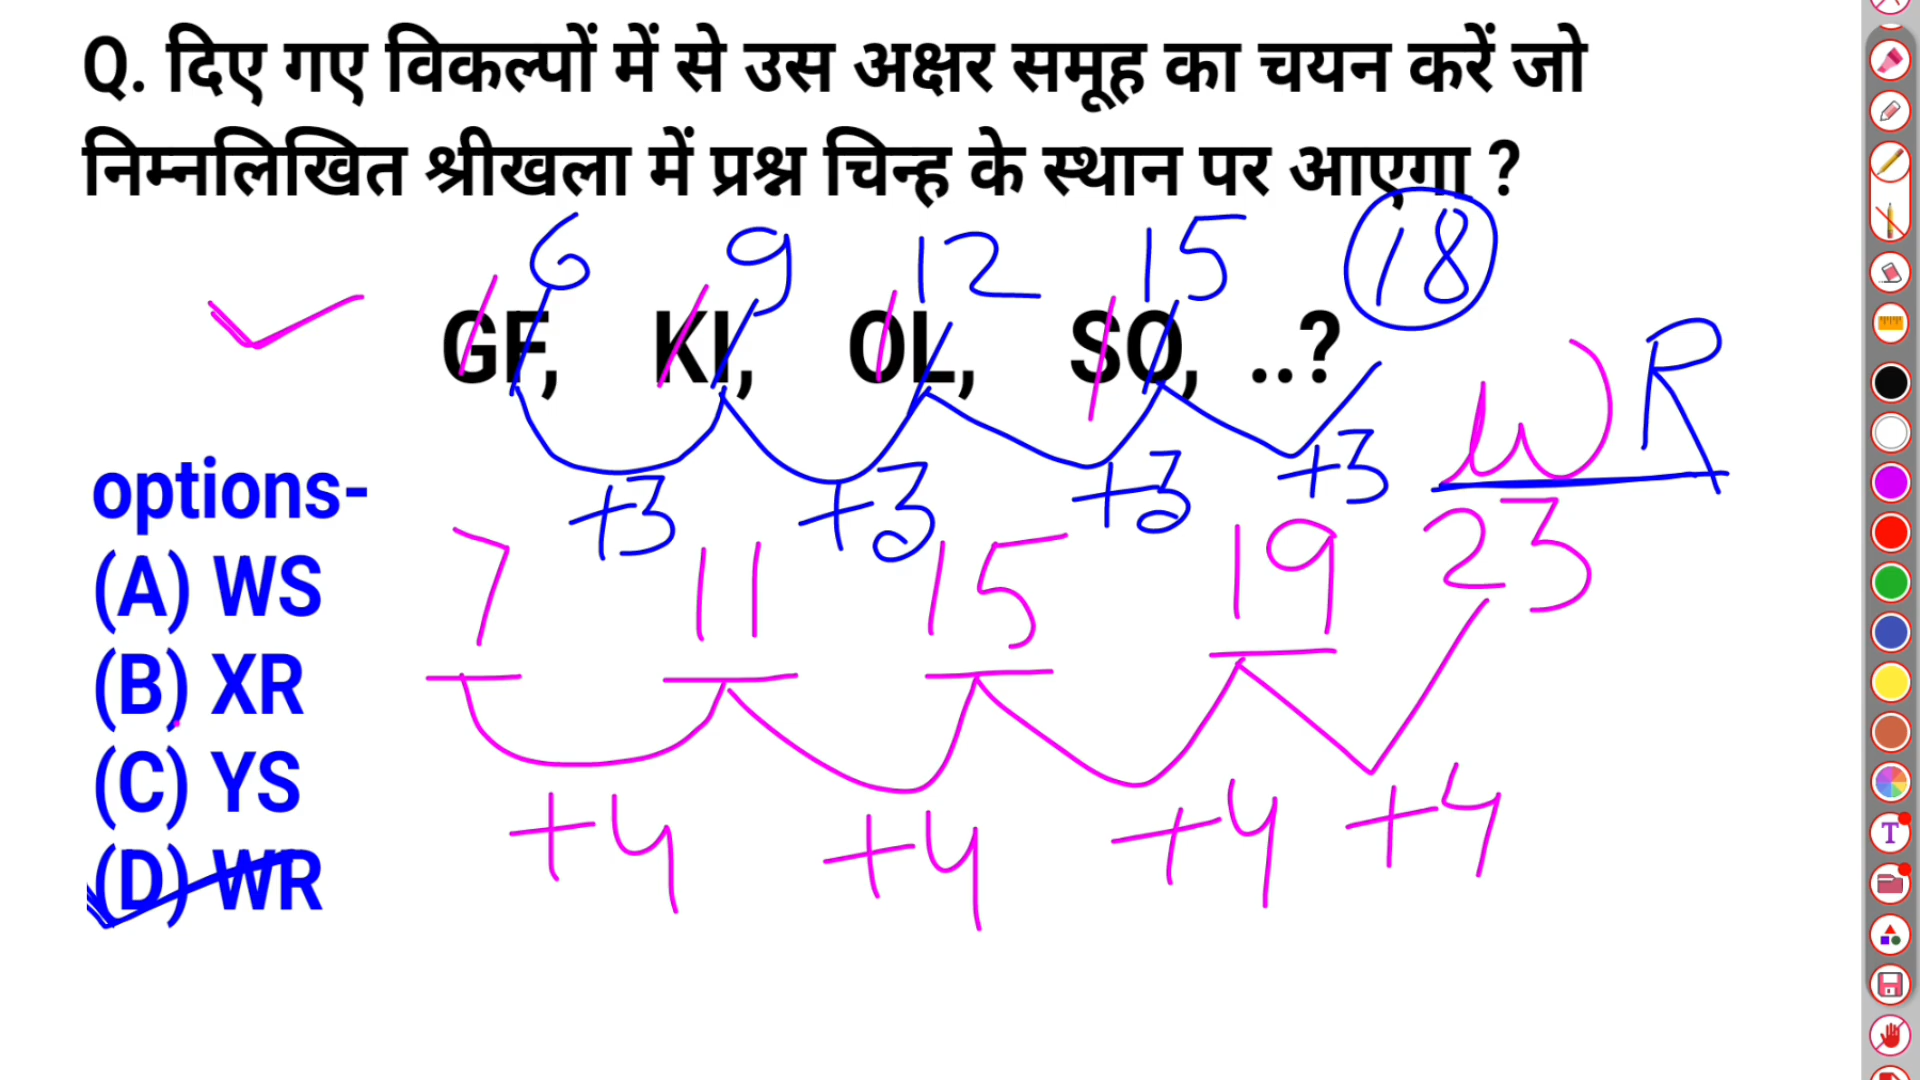 Q. दिए गए विकल्पों में से उस अक्षर समूह का चयन करें जो
निम्नलिखित श्रीखला में प्रश्न चिन्ह के स्थान पर आएगा ?
6 9 12 15 18
GF, KI, OL, SO, ..?
WR
+3 +3 +3 +3
options-
7 11 15 19 23
(A) WS
(B) XR
(C) YS
+4 +4 +4 +4
(D) WR
T